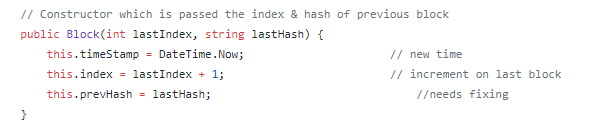 // Constructor which is passed the index & hash of previous block
public Block(int lastIndex, string lastHash) {
    this.timeStamp = DateTime.Now;                    // new time
    this.index = lastIndex + 1;                       // increment on last block
    this.prevHash = lastHash;                            //needs fixing
}